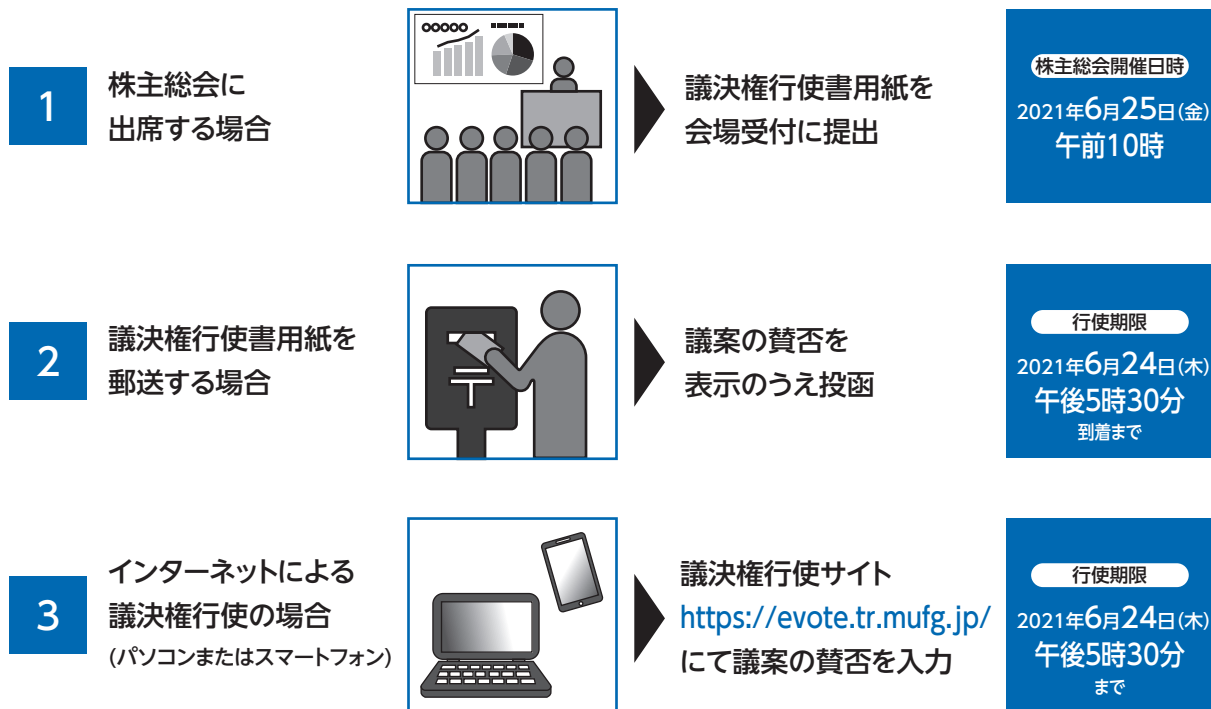 1
株主総会に
出席する場合
議決権行使書用紙を
会場受付に提出
株主総会開催日時
2021年6月25日(金)
午前10時
2
議決権行使書用紙を
郵送する場合
議案の賛否を
表示のうえ投函
行使期限
2021年6月24日(木)
午後5時30分
到着まで
3
インターネットによる
議決権行使の場合
(パソコンまたはスマートフォン)
議決権行使サイト
https://evote.tr.mufg.jp/
にて議案の賛否を入力
行使期限
2021年6月24日(木)
午後5時30分
まで